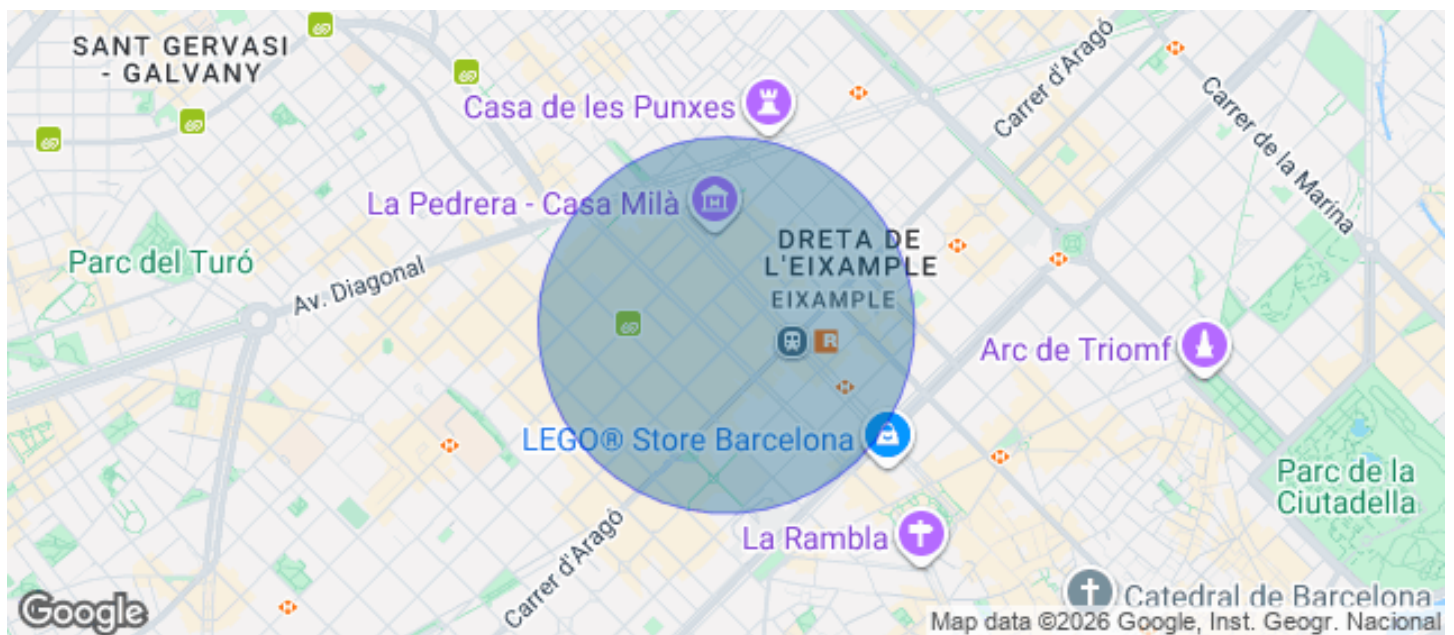 SANT GERVASI
- GALVANY
Casa de les Punxes
Carrer d'Aragó
Carrer de la Marina
La Pedrera - Casa Milà
DRETA DE
L'EIXAMPLE
EIXAMPLE
Parc del Turó
Av. Diagonal
R
Arc de Triomf
LEGO® Store Barcelona
Parc de la
Ciutadella
Carrer d'Aragó
La Rambla
Catedral de Barcelona
Google
Map data ©2026 Google, Inst. Geogr. Nacional